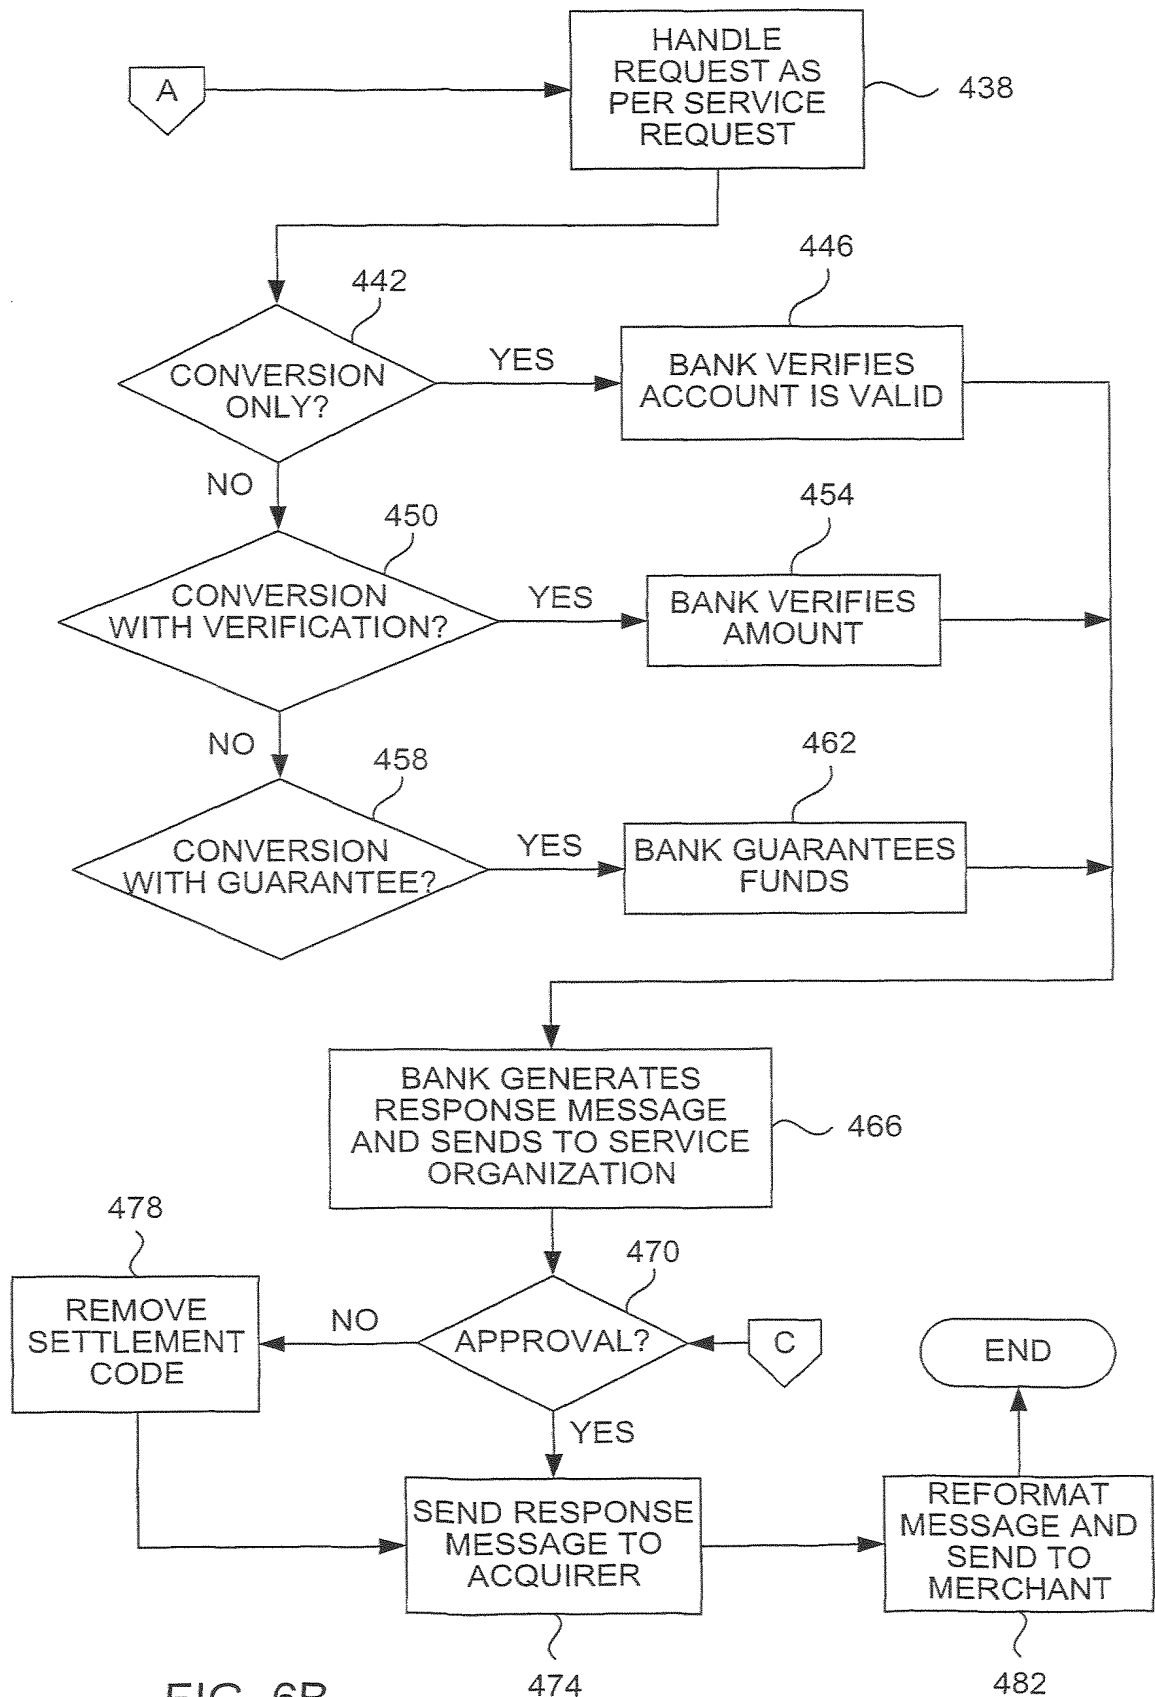 A
HANDLE
REQUEST AS
PER SERVICE
REQUEST
438
442
CONVERSION
ONLY?
YES
446
BANK VERIFIES
ACCOUNT IS VALID
NO
450
CONVERSION
WITH VERIFICATION?
YES
454
BANK VERIFIES
AMOUNT
NO
458
CONVERSION
WITH GUARANTEE?
YES
462
BANK GUARANTEES
FUNDS
BANK GENERATES
RESPONSE MESSAGE
AND SENDS TO SERVICE
ORGANIZATION
466
478
REMOVE
SETTLEMENT
CODE
NO
470
APPROVAL?
C
END
YES
SEND RESPONSE
MESSAGE TO
ACQUIRER
474
REFORMAT
MESSAGE AND
SEND TO
MERCHANT
482
FIG. 6B